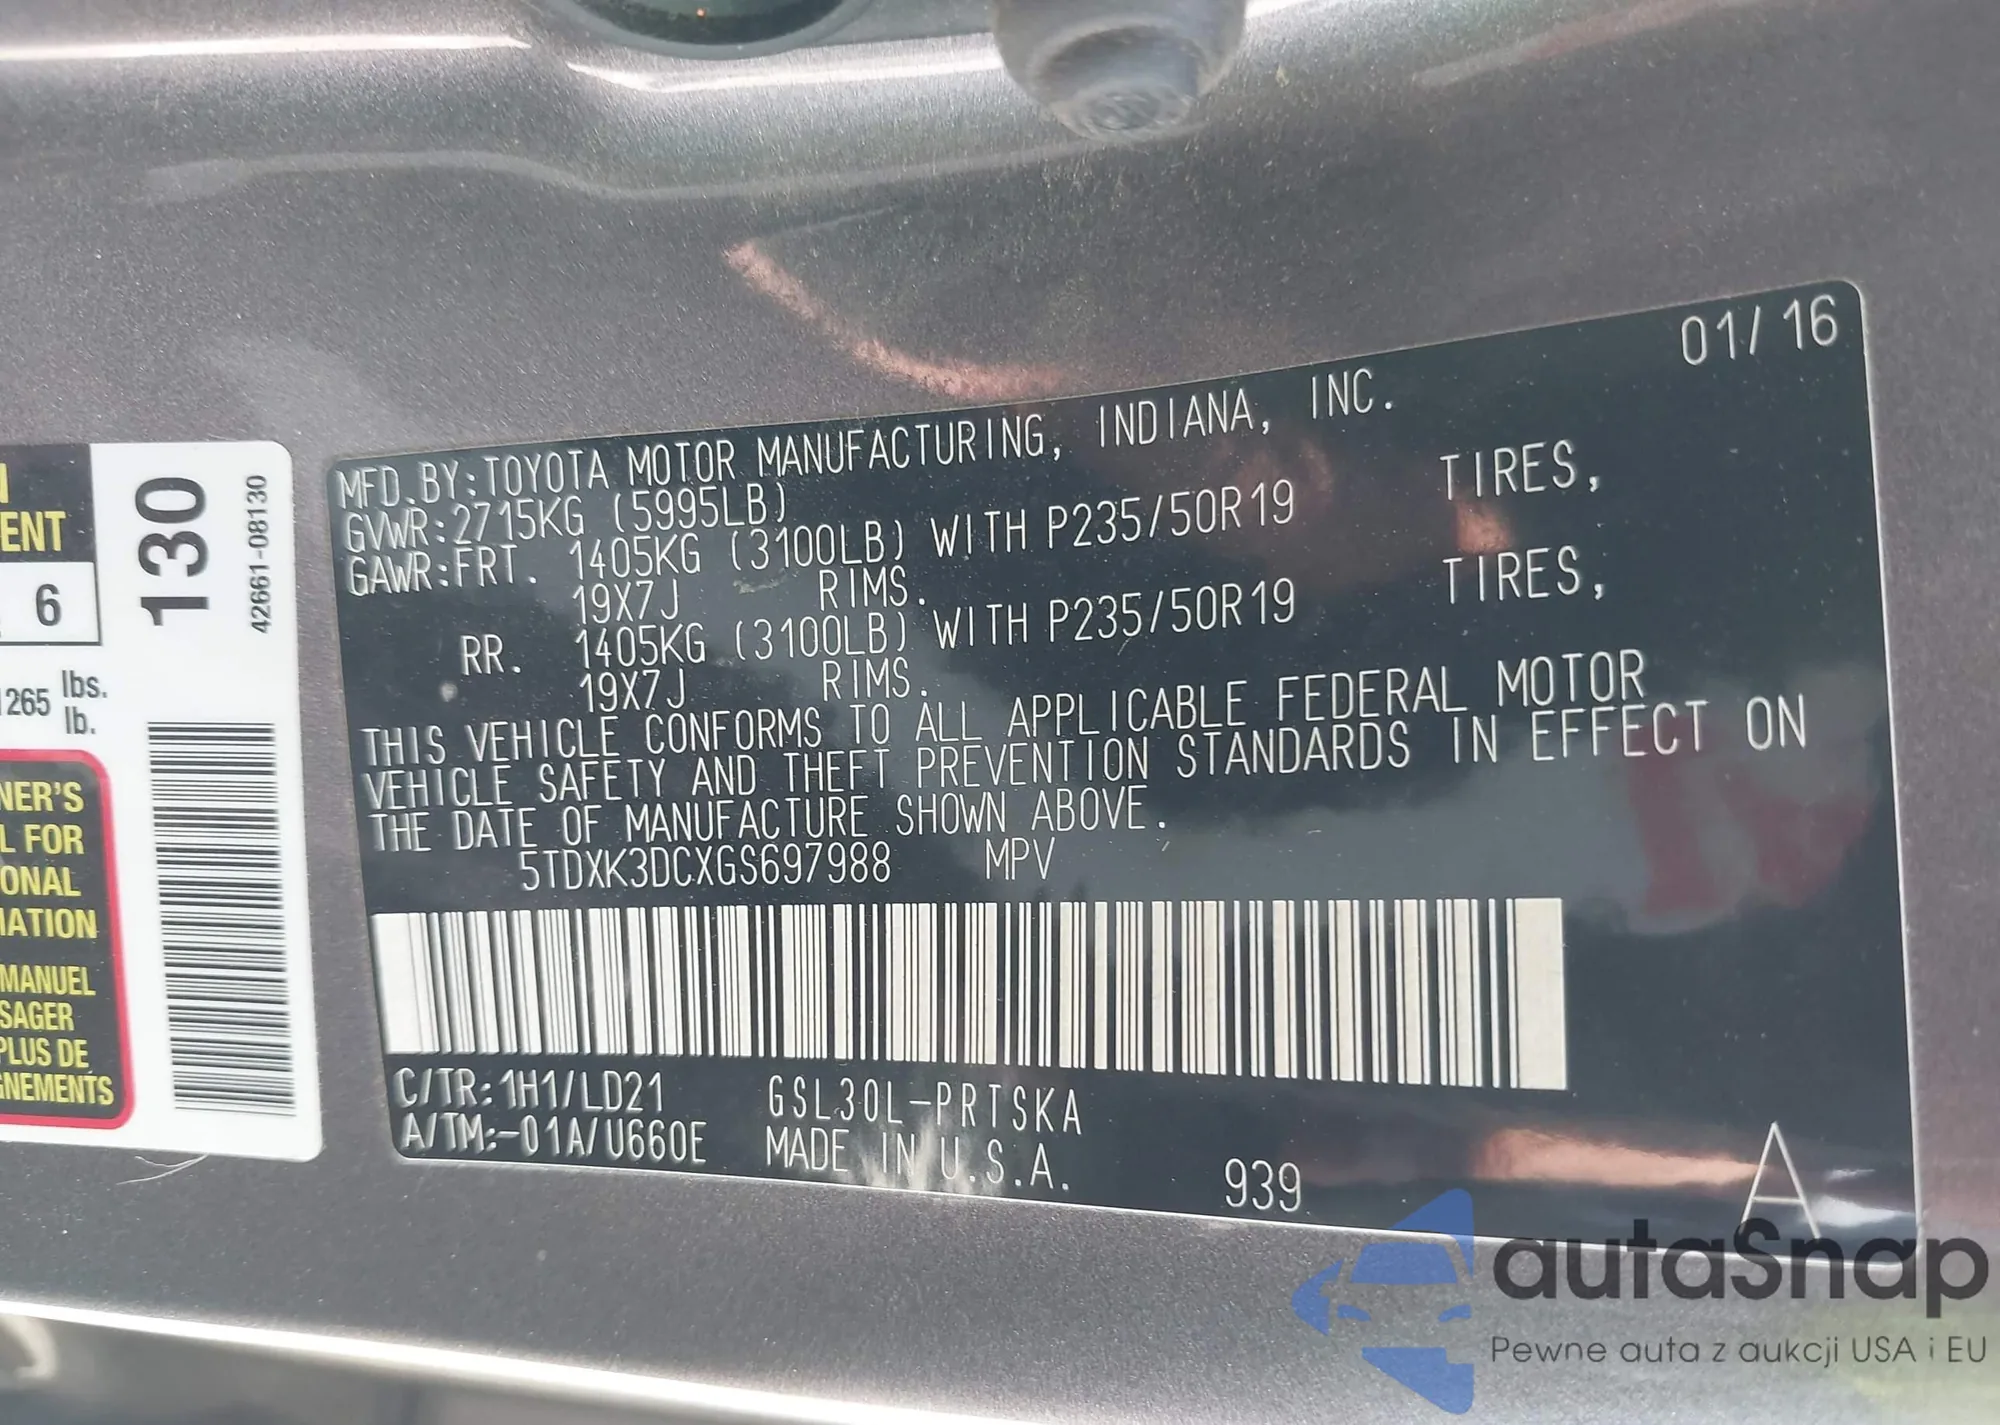 ENT
6
1265 lbs.
lb.
130
42661-08130
NER'S
L FOR
ONAL
MATION
MANUEL
SAGER
PLUS DE
GNEMENTS
01/16
MFD.BY:TOYOTA MOTOR MANUFACTURING, INDIANA, INC.
GVWR:2715KG (5995LB)
GAWR:FRT. 1405KG (3100LB) WITH P235/50R19 TIRES,
19X7J RIMS.
RR. 1405KG (3100LB) WITH P235/50R19 TIRES,
19X7J RIMS.
THIS VEHICLE CONFORMS TO ALL APPLICABLE FEDERAL MOTOR
VEHICLE SAFETY AND THEFT PREVENTION STANDARDS IN EFFECT ON
THE DATE OF MANUFACTURE SHOWN ABOVE.
5TDXK3DCXGS697988 MPV
C/TR:1H1/LD21 GSL30L-PRTSKA
A/TM:-01A/U660E MADE IN U.S.A. 939 A
autaSnap
Pewne auta z aukcji USA i EU